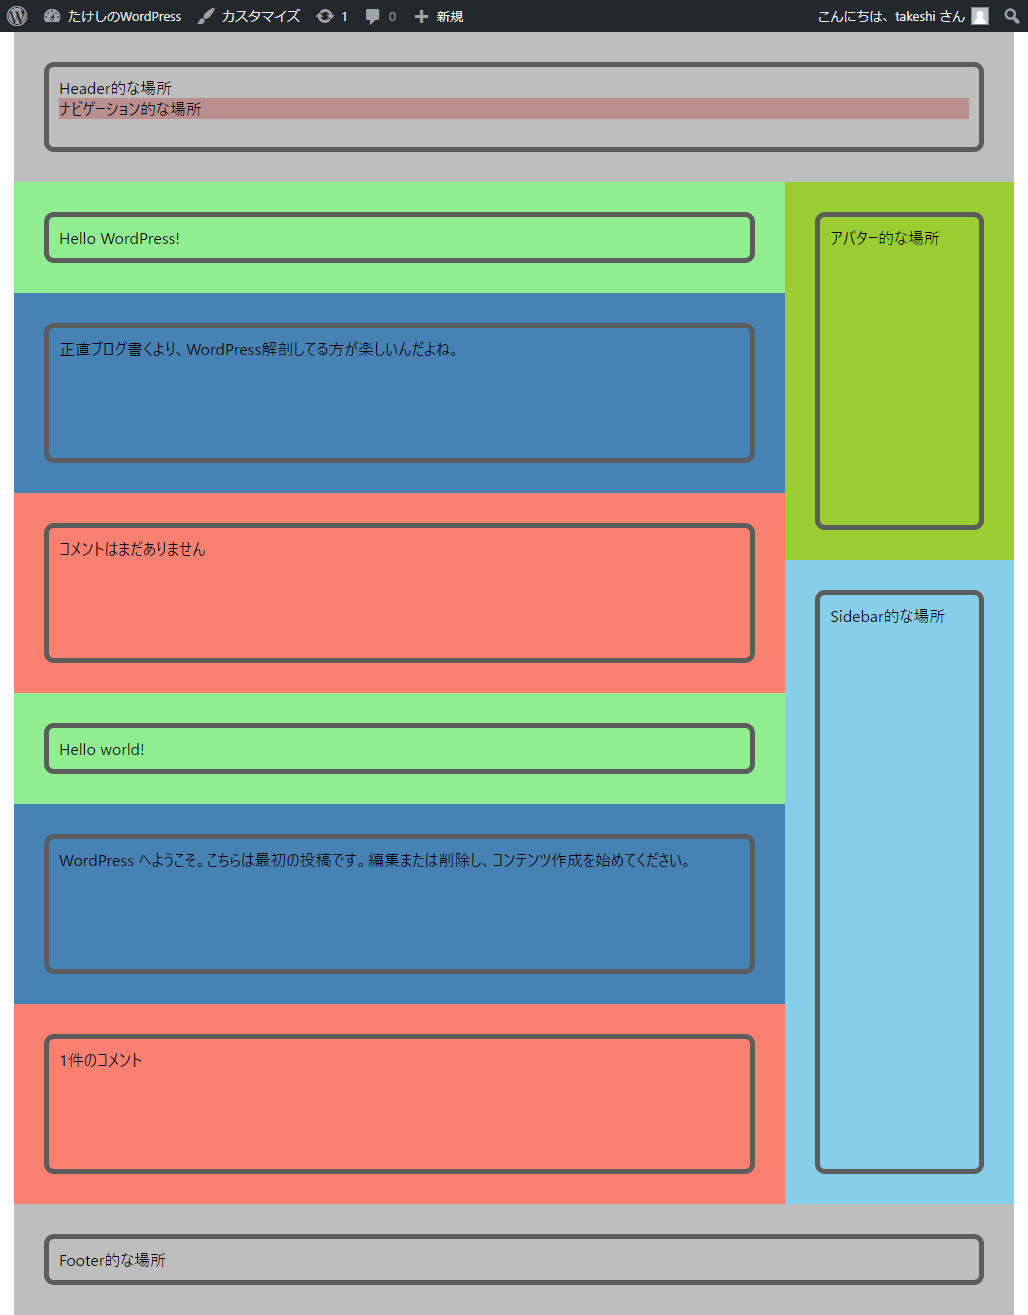 たけしのWordPress カスタマイズ 1 0 新規 こんにちは、takeshi さん
Header的な場所
ナビゲーション的な場所
Hello WordPress!
アバター的な場所
正直ブログ書くより、WordPress解剖してる方が楽しいんだよね。
コメントはまだありません
Sidebar的な場所
Hello world!
WordPress へようこそ。こちらは最初の投稿です。編集または削除し、コンテンツ作成を始めてください。
1件のコメント
Footer的な場所